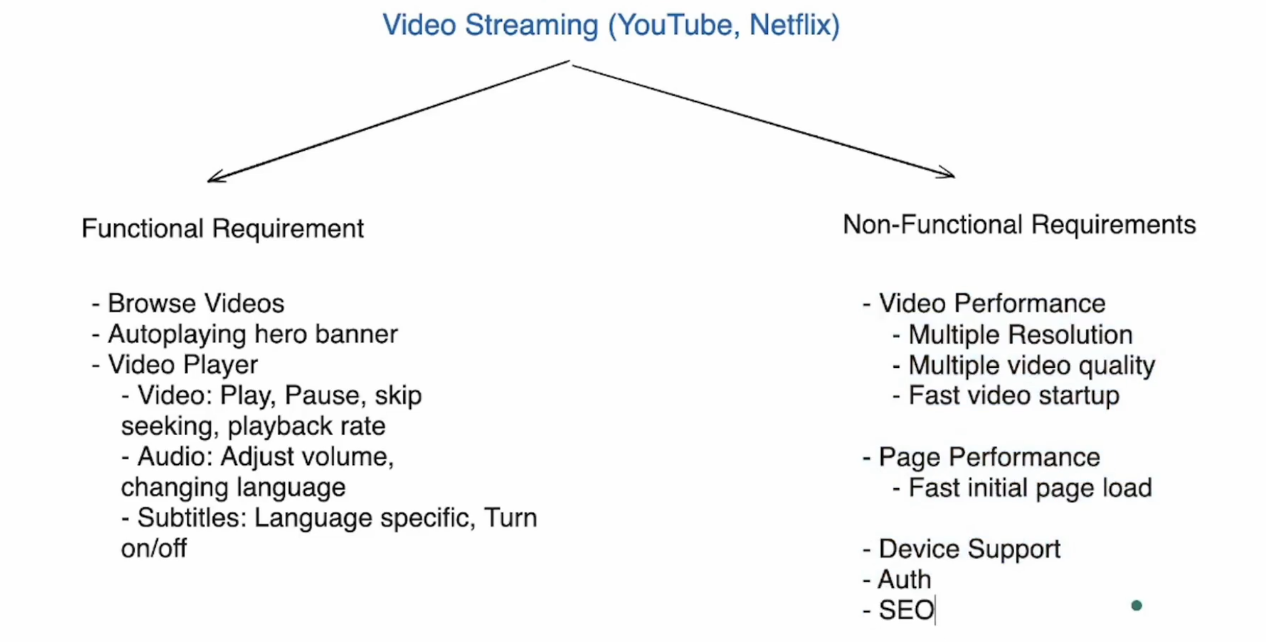 Video Streaming (YouTube, Netflix)
Functional Requirement
- Browse Videos
- Autoplaying hero banner
- Video Player
- Video: Play, Pause, skip
seeking, playback rate
- Audio: Adjust volume,
changing language
- Subtitles: Language specific, Turn
on/off
Non-Functional Requirements
- Video Performance
- Multiple Resolution
- Multiple video quality
- Fast video startup
- Page Performance
- Fast initial page load
- Device Support
- Auth
- SEO